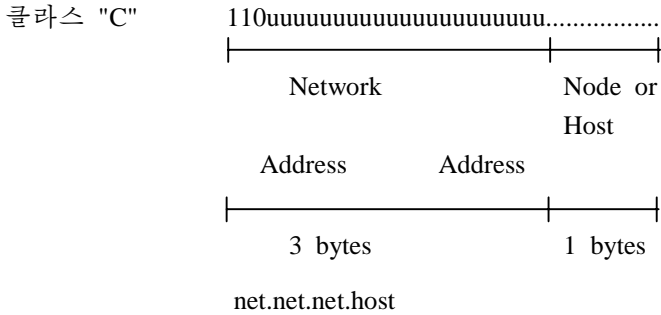 클라스 "C" 110uuuuuuuuuuuuuuuuuuuuu................
Network Node or
Host
Address Address
3 bytes 1 bytes
net.net.net.host